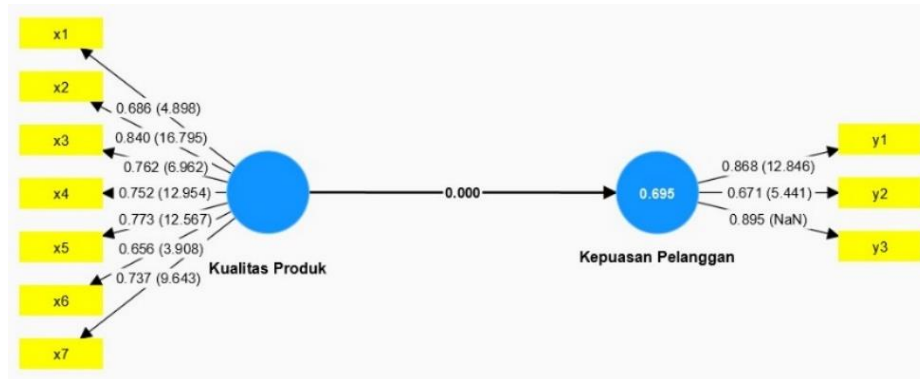 x1
x2
x3
x4
x5
x6
x7
0.686 (4.898)
0.840 (16.795)
0.762 (6.962)
0.752 (12.954)
0.773 (12.567)
0.656 (3.908)
0.737 (9.643)
Kualitas Produk
0.000
0.695
Kepuasan Pelanggan
0.868 (12.846)
0.671 (5.441)
0.895 (NaN)
y1
y2
y3